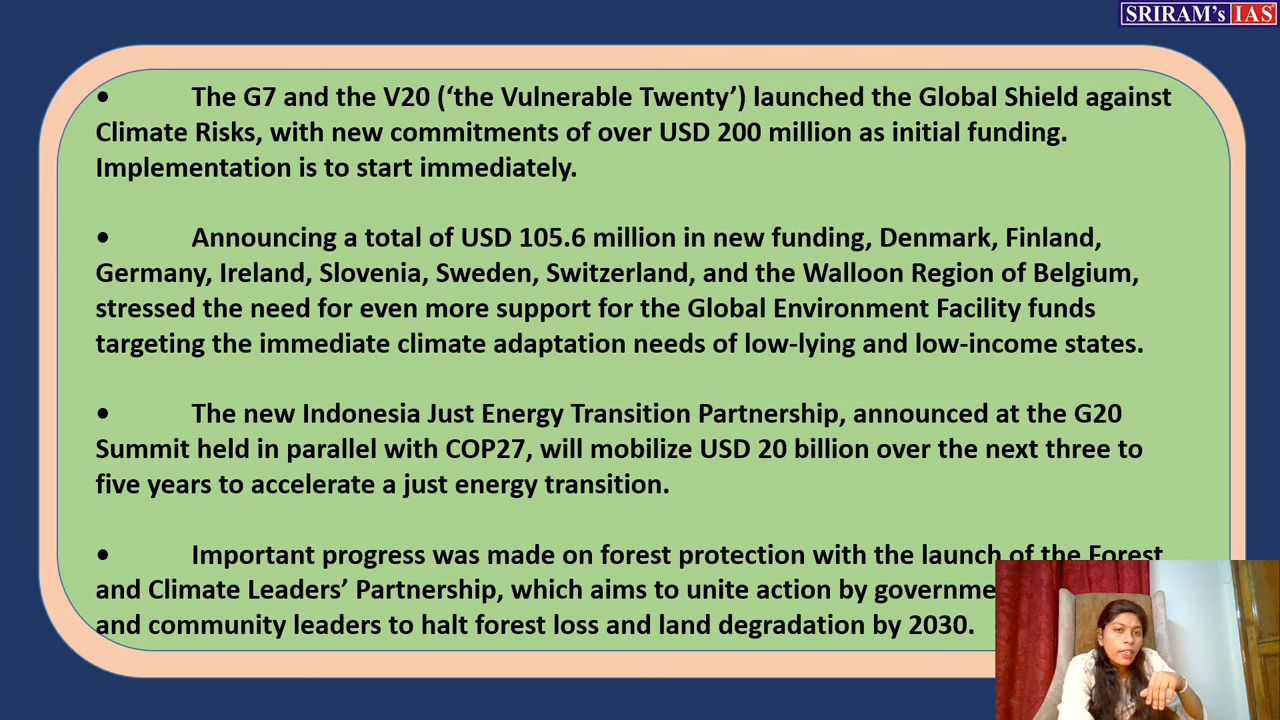 SRIRAM's IAS
• The G7 and the V20 (‘the Vulnerable Twenty’) launched the Global Shield against
Climate Risks, with new commitments of over USD 200 million as initial funding.
Implementation is to start immediately.
• Announcing a total of USD 105.6 million in new funding, Denmark, Finland,
Germany, Ireland, Slovenia, Sweden, Switzerland, and the Walloon Region of Belgium,
stressed the need for even more support for the Global Environment Facility funds
targeting the immediate climate adaptation needs of low-lying and low-income states.
• The new Indonesia Just Energy Transition Partnership, announced at the G20
Summit held in parallel with COP27, will mobilize USD 20 billion over the next three to
five years to accelerate a just energy transition.
• Important progress was made on forest protection with the launch of the Forest
and Climate Leaders’ Partnership, which aims to unite action by
and community leaders to halt forest loss and land degradation by 2030.